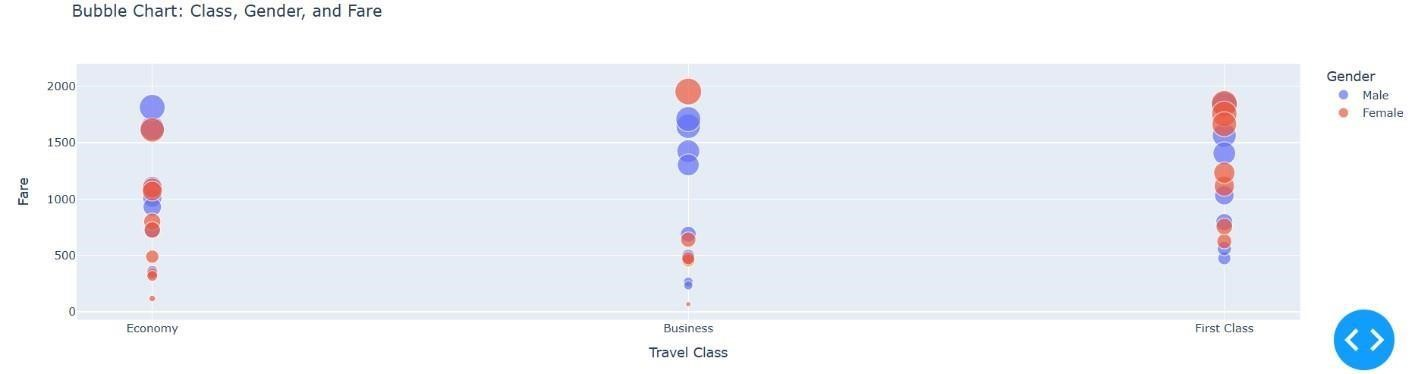 Bubble Chart: Class, Gender, and Fare
Gender
Male
Female
2000
1500
1000
500
0
Fare
Economy
Business
First Class
Travel Class